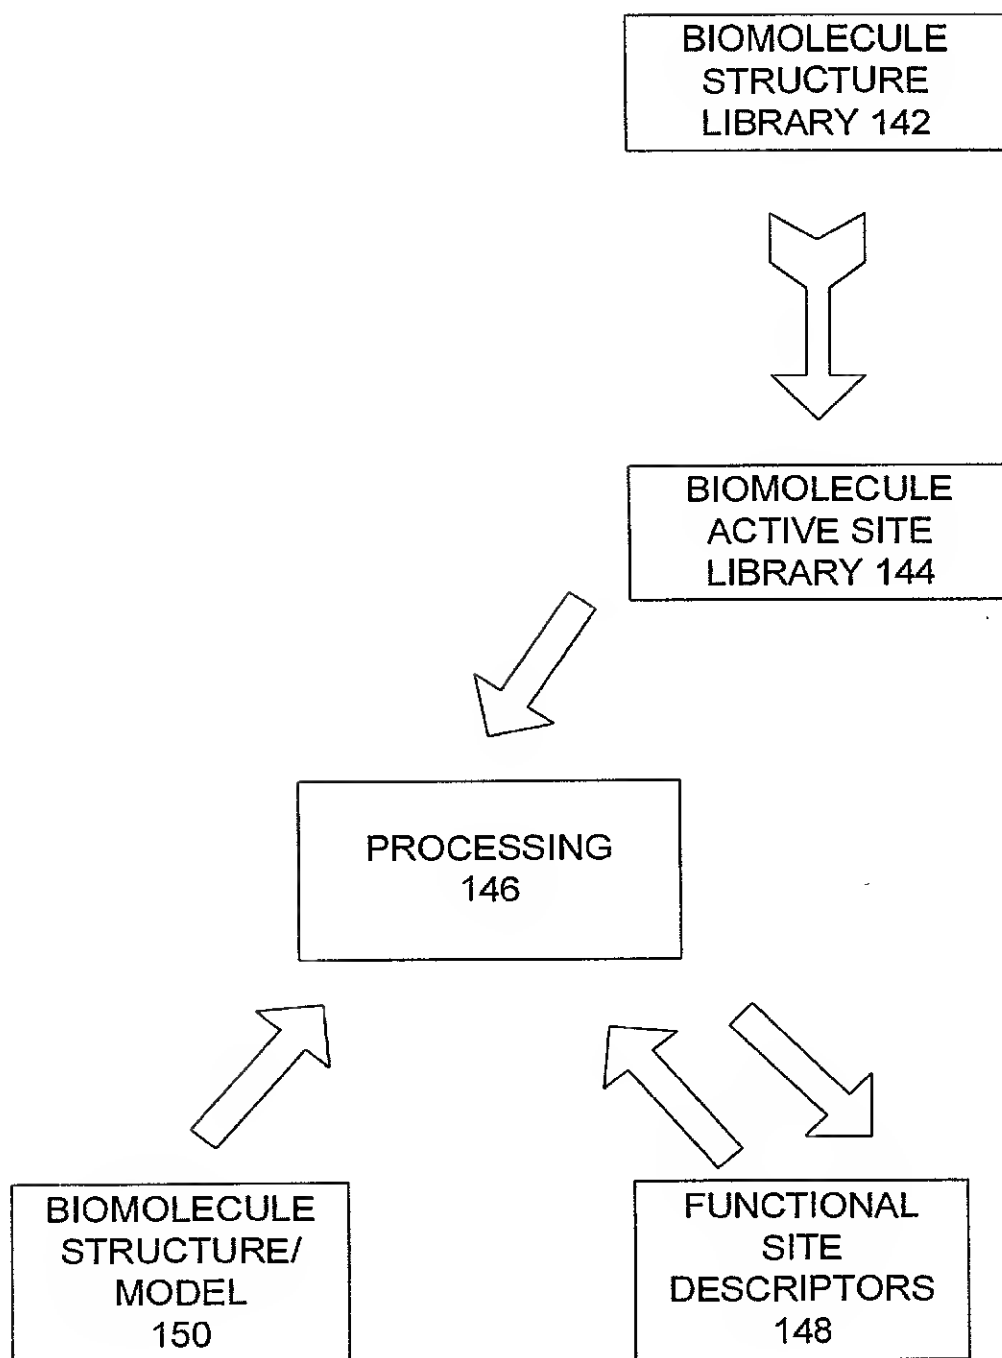 BIOMOLECULE
STRUCTURE
LIBRARY 142
BIOMOLECULE
ACTIVE SITE
LIBRARY 144
PROCESSING
146
BIOMOLECULE
STRUCTURE/
MODEL
150
FUNCTIONAL
SITE
DESCRIPTORS
148